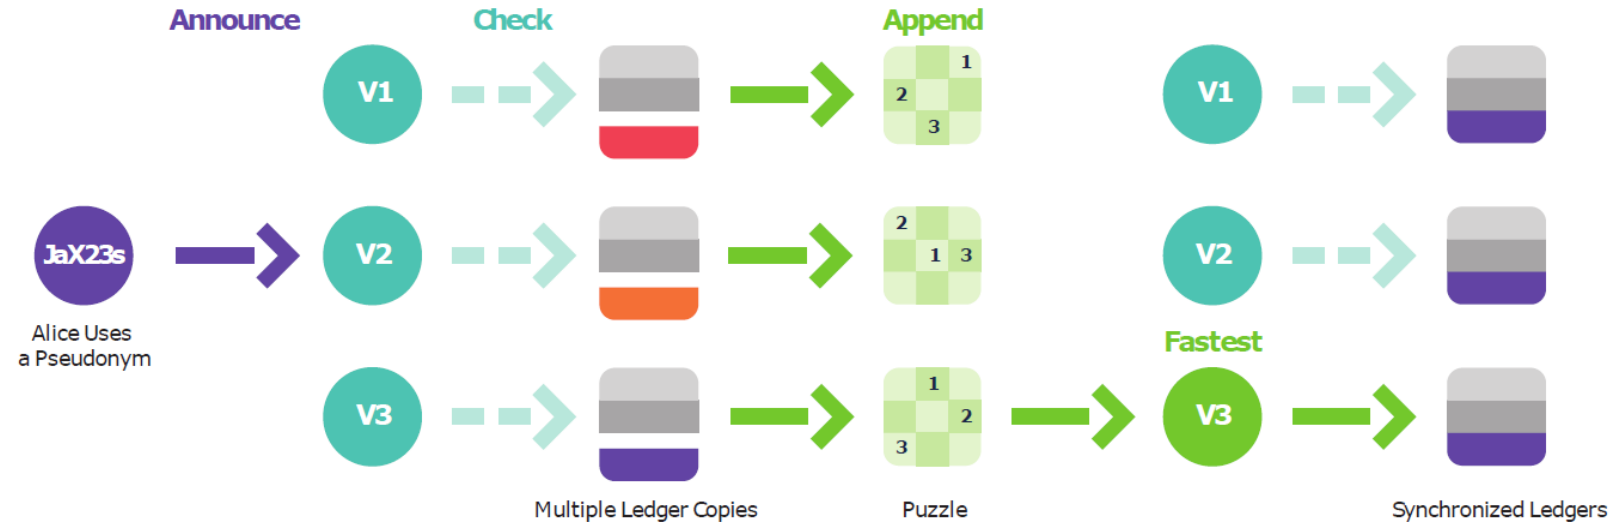 Announce
Check
Append
V1
1
2
3
V1
JaX23s
V2
2
1 3
V2
Alice Uses
a Pseudonym
Fastest
V3
1
2
3
V3
Multiple Ledger Copies
Puzzle
Synchronized Ledgers